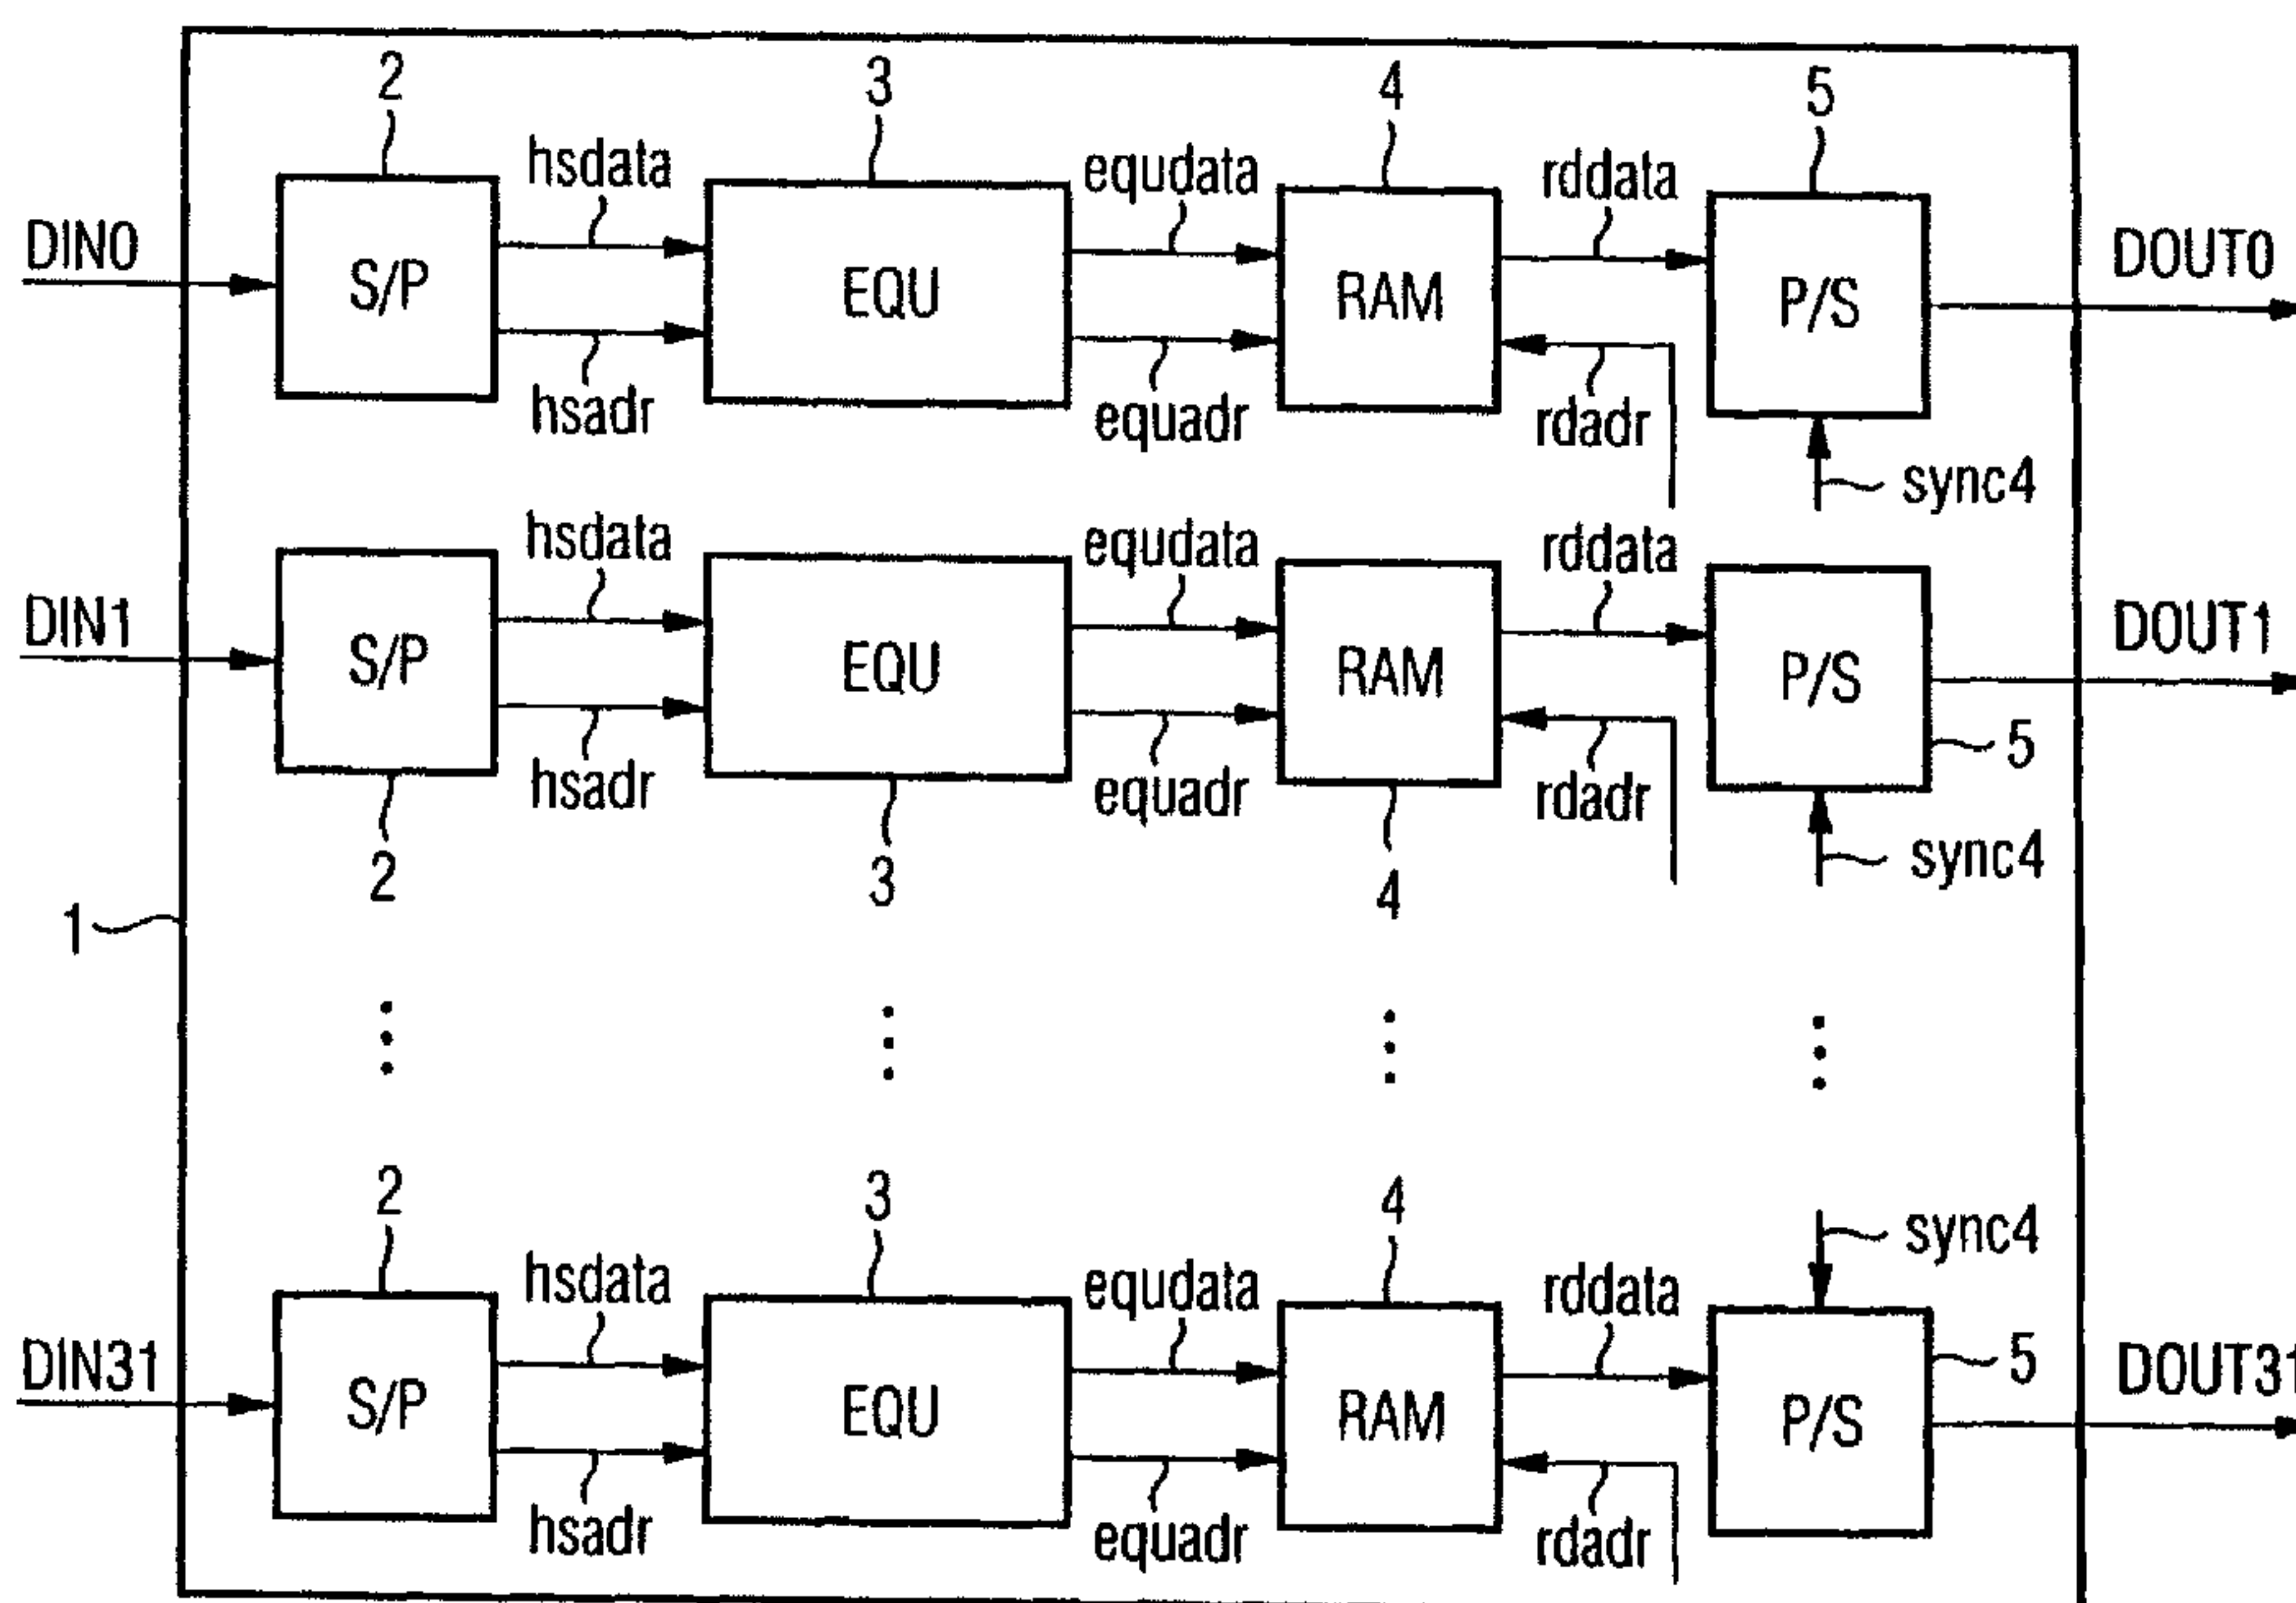 2 3 4 5
hsdata equdata rddata
DIN0 S/P EQU RAM P/S DOUT0
hsadr equadr rdadr
sync4
hsdata equdata rddata
DIN1 S/P EQU RAM P/S DOUT1
5
hsadr equadr rdadr
sync4
2 3 4
1
2 3 4
sync4
hsdata equdata rddata
5
DIN31 S/P EQU RAM P/S DOUT31
hsadr equadr rdadr